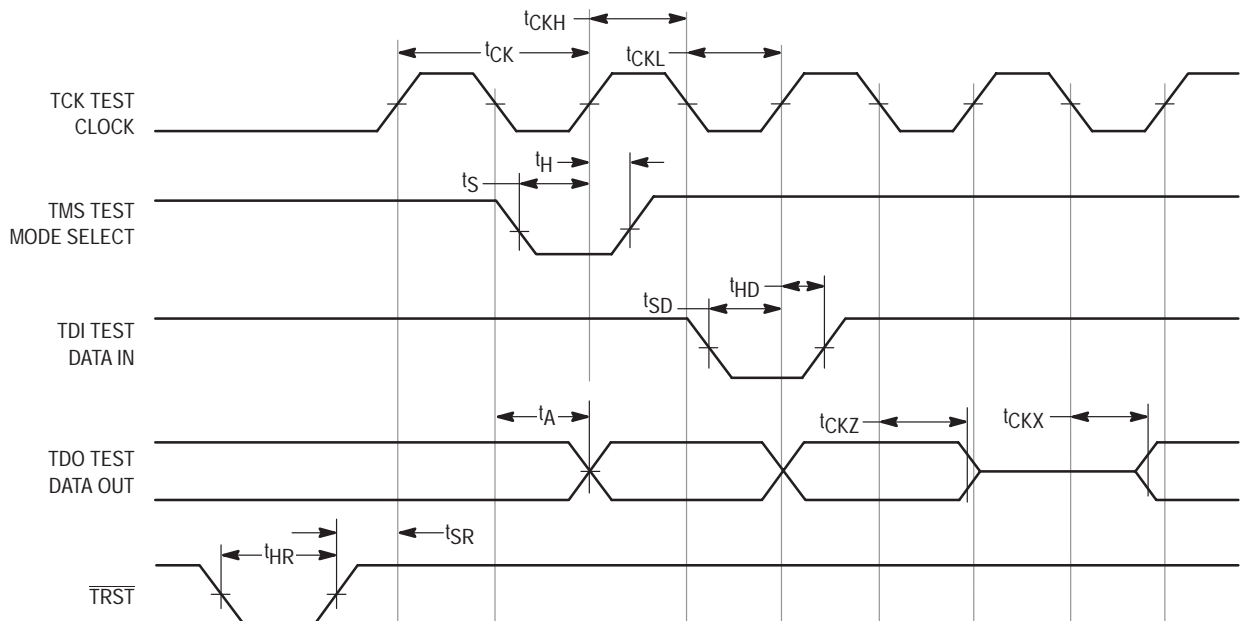 tCKH
tCK
tCKL
TCK TEST
CLOCK
tH
tS
TMS TEST
MODE SELECT
tHD
tSD
TDI TEST
DATA IN
tA
tCKZ
tCKX
TDO TEST
DATA OUT
tSR
tHR
TRST